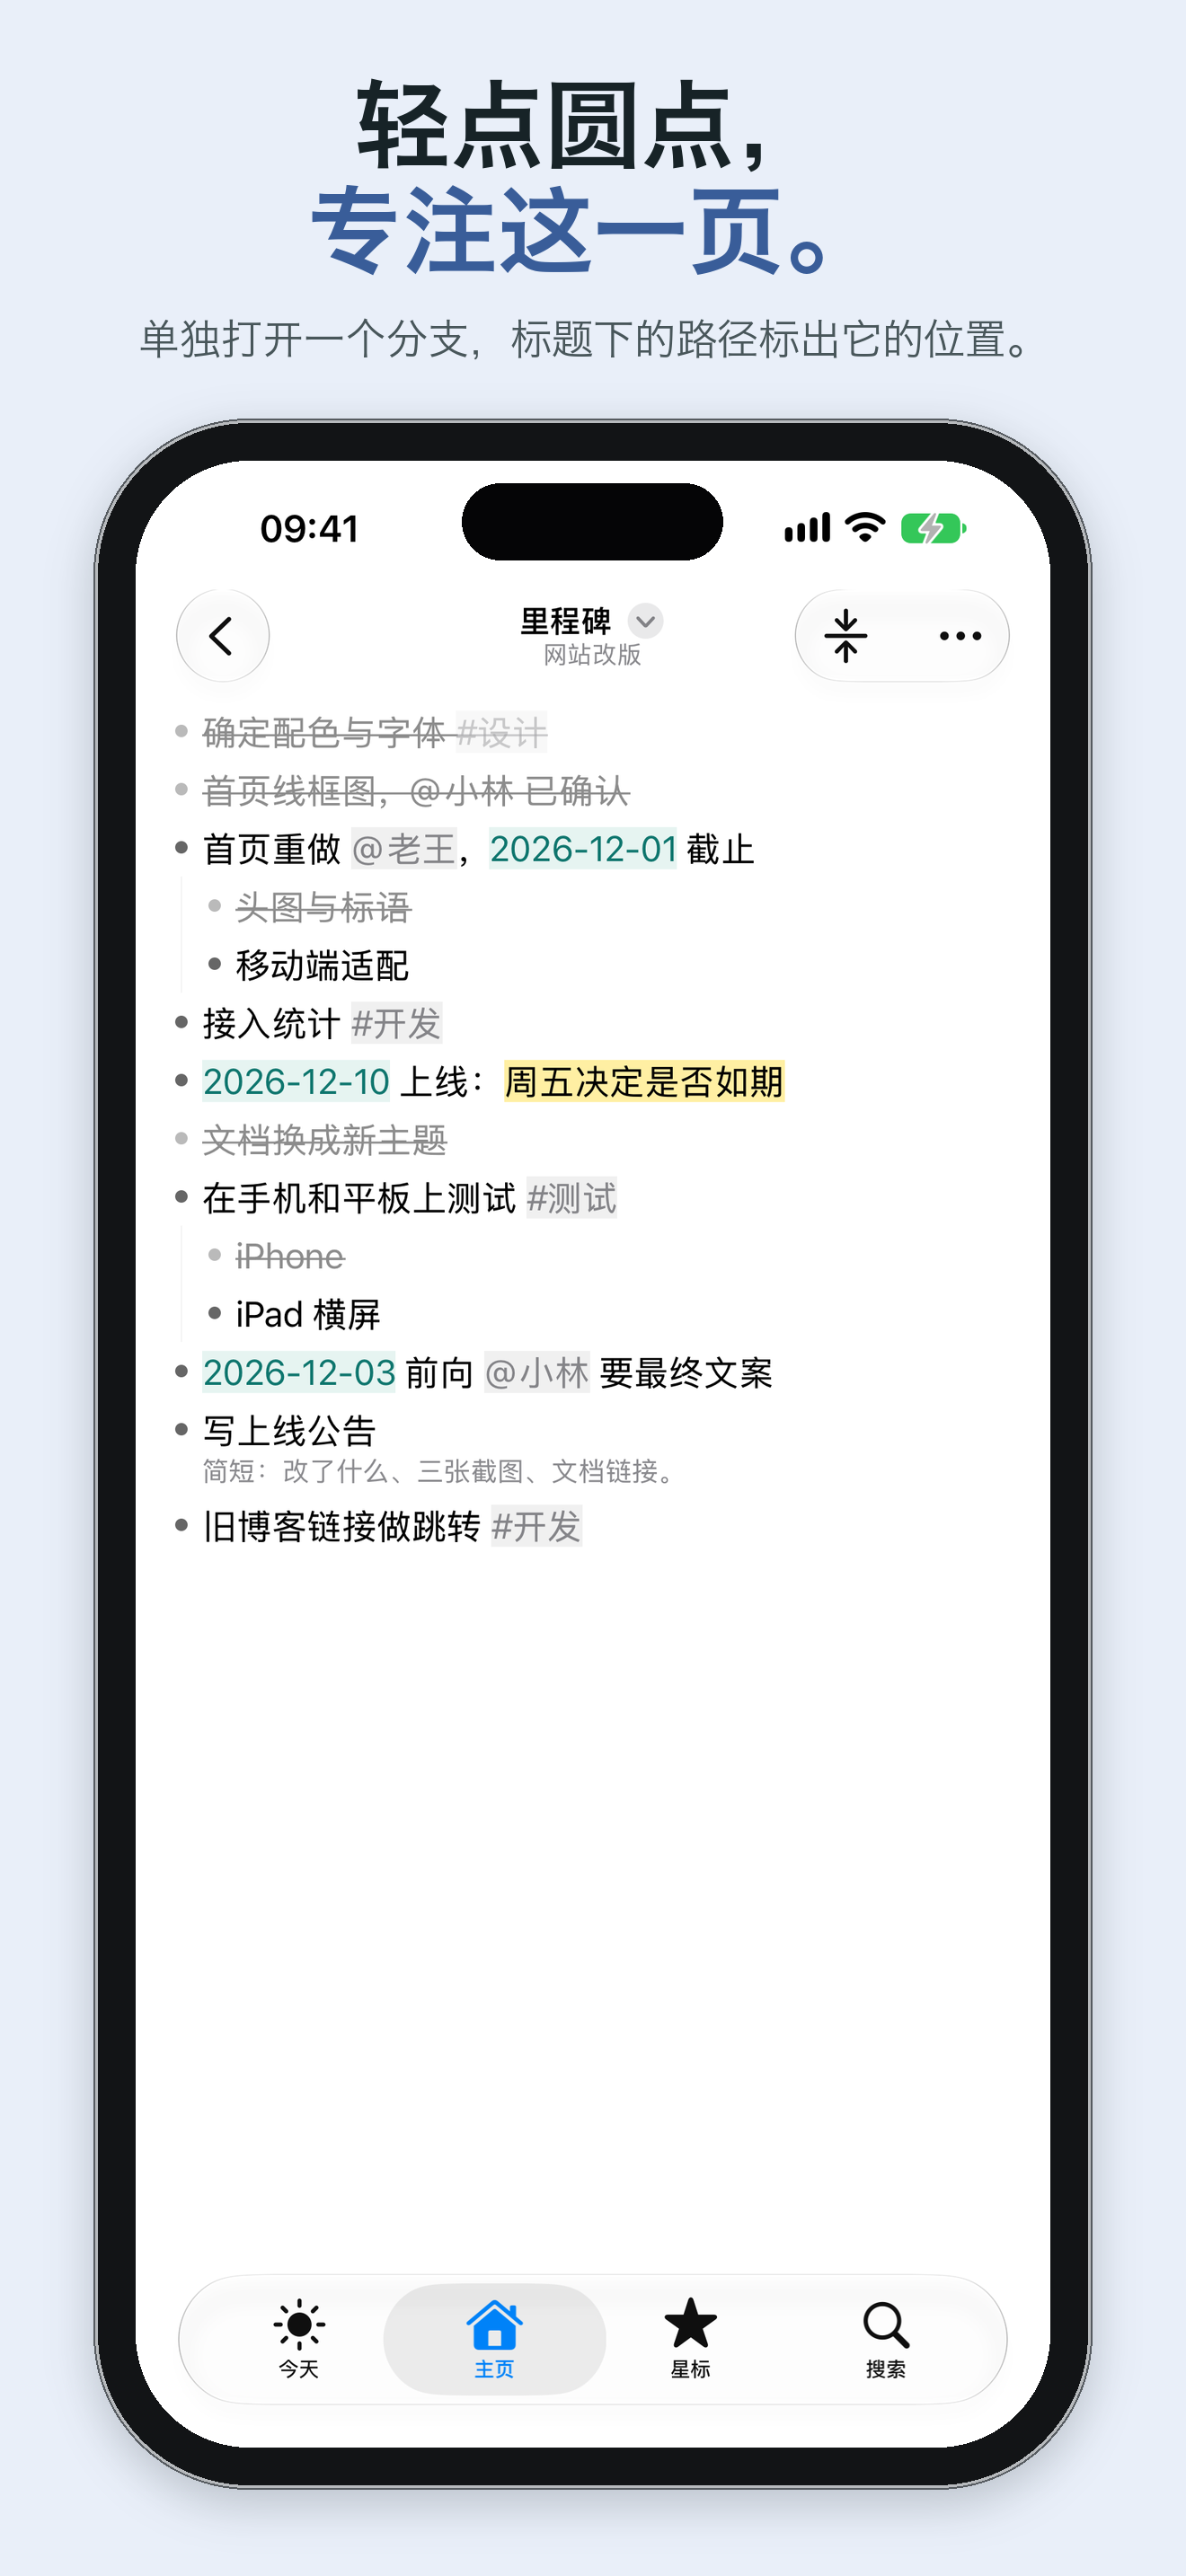 轻点圆点，
专注这一页。
单独打开一个分支，标题下的路径标出它的位置。
09:41
里程碑
网站改版
确定配色与字体 #设计
首页线框图，@小林 已确认
首页重做 @老王，2026-12-01 截止
头图与标语
移动端适配
接入统计 #开发
2026-12-10 上线：周五决定是否如期
文档换成新主题
在手机和平板上测试 #测试
iPhone
iPad 横屏
2026-12-03 前向 @小林 要最终文案
写上线公告
简短：改了什么、三张截图、文档链接。
旧博客链接做跳转 #开发
今天 主页 星标 搜索